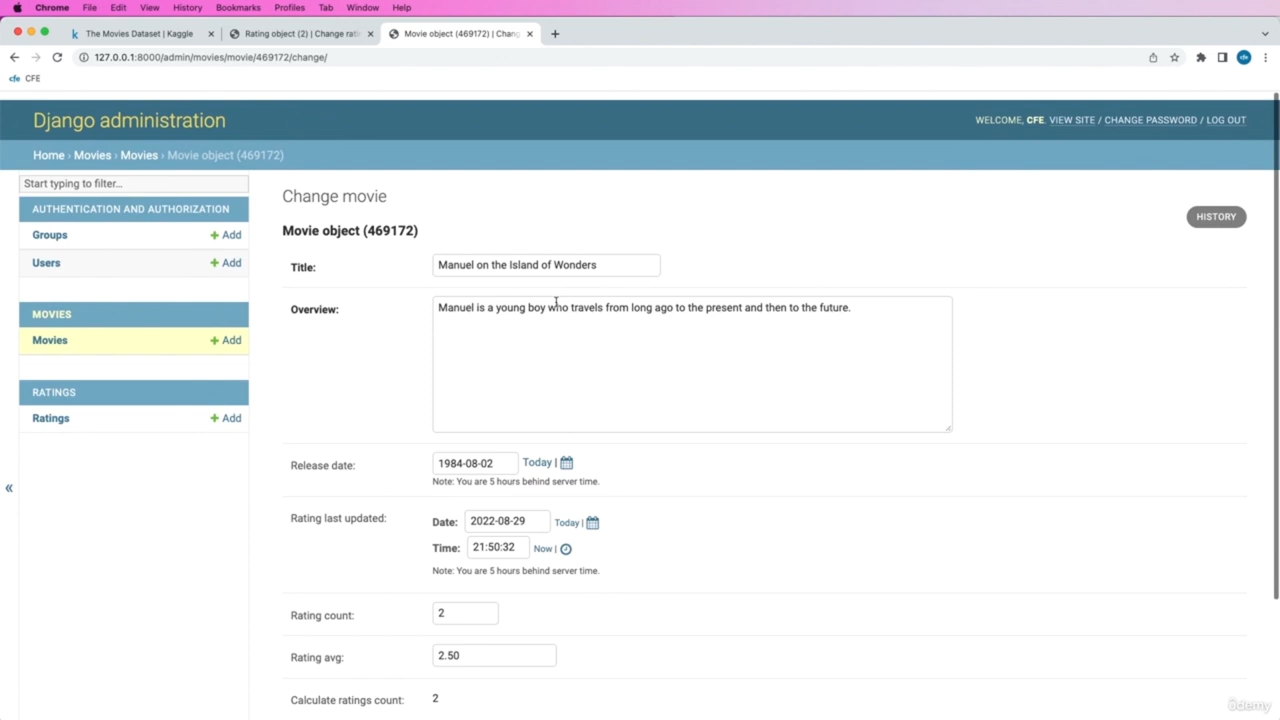 Chrome File Edit View History Bookmarks Profiles Tab Window Help
The Movies Dataset | Kaggle Rating object (2) | Change rati Movie object (469172) | Chang
127.0.0.1:8000/admin/movies/movie/469172/change/
cfe CFE
Django administration
WELCOME, CFE. VIEW SITE / CHANGE PASSWORD / LOG OUT
Home › Movies › Movies › Movie object (469172)
Start typing to filter...
AUTHENTICATION AND AUTHORIZATION
Groups + Add
Users + Add
MOVIES
Movies + Add
RATINGS
Ratings + Add
«
Change movie
HISTORY
Movie object (469172)
Title: Manuel on the Island of Wonders
Overview: Manuel is a young boy who travels from long ago to the present and then to the future.
Release date: 1984-08-02 Today |
Note: You are 5 hours behind server time.
Rating last updated: Date: 2022-08-29 Today |
Time: 21:50:32 Now |
Note: You are 5 hours behind server time.
Rating count: 2
Rating avg: 2.50
Calculate ratings count: 2
ûdemy